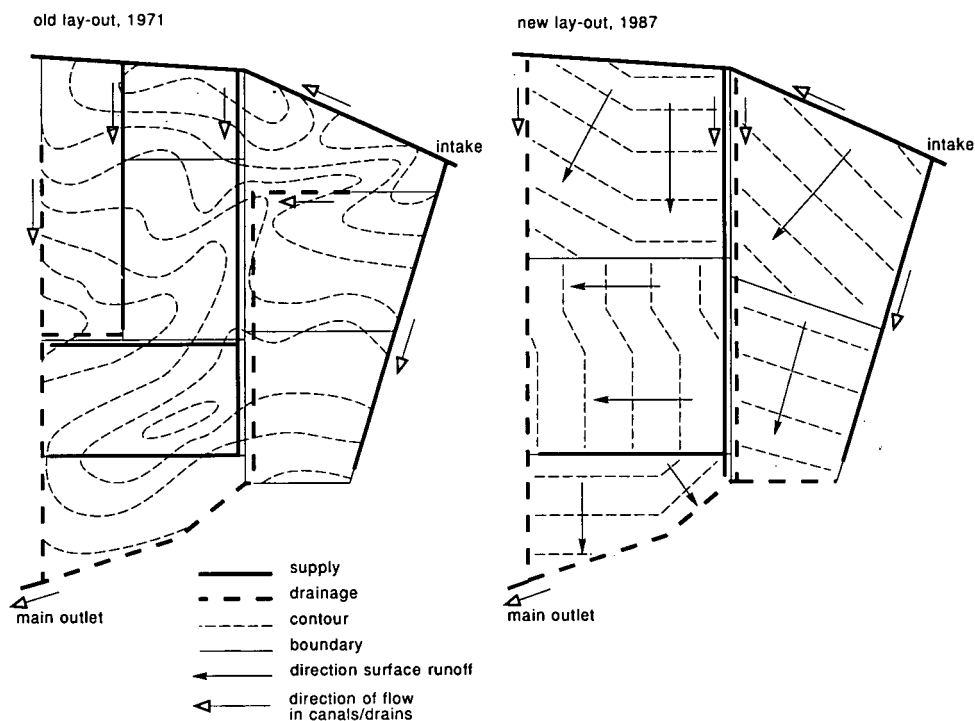 old lay-out, 1971
new lay-out, 1987
intake
intake
main outlet
main outlet
supply
drainage
contour
boundary
direction surface runoff
direction of flow
in canals/drains